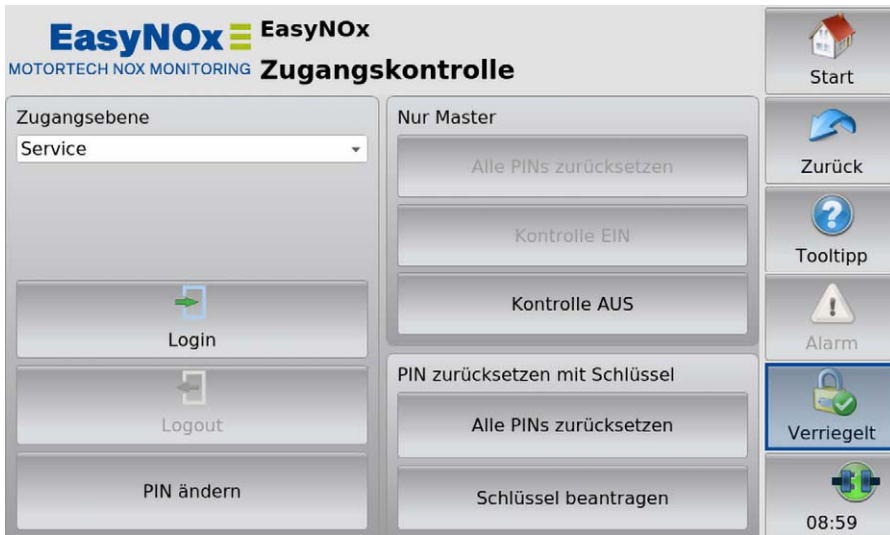 EasyNOx
MOTORTECH NOX MONITORING
EasyNOx
Zugangskontrolle
Zugangsebene
Service
Login
Logout
PIN ändern
Nur Master
Alle PINs zurücksetzen
Kontrolle EIN
Kontrolle AUS
PIN zurücksetzen mit Schlüssel
Alle PINs zurücksetzen
Schlüssel beantragen
Start
Zurück
Tooltipp
Alarm
Verriegelt
08:59